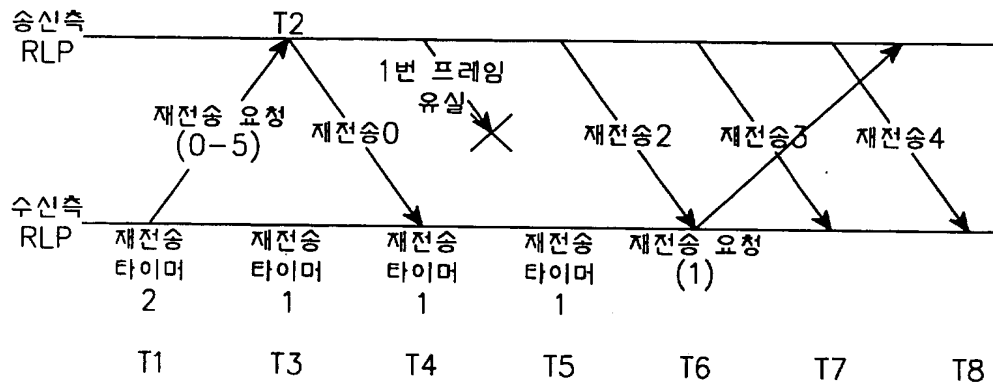 송신측
RLP
T2
1번 프레임
유실
재전송 요청
(0-5)
재전송0
재전송2
재전송3
재전송4
수신측
RLP
재전송
타이머
2
재전송
타이머
1
재전송
타이머
1
재전송
타이머
1
재전송 요청
(1)
T1
T3
T4
T5
T6
T7
T8